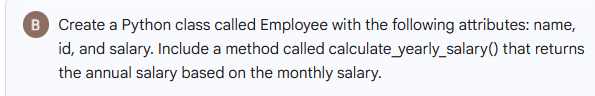 B Create a Python class called Employee with the following attributes: name,
id, and salary. Include a method called calculate_yearly_salary() that returns
the annual salary based on the monthly salary.